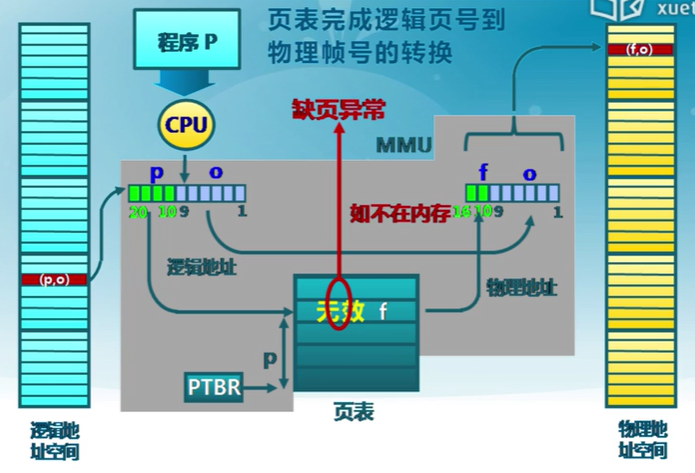 xuet
程序 P
页表完成逻辑页号到
物理帧号的转换
(f,o)
缺页异常
CPU
MMU
p o
f o
20 10 9 1
如不在内存
10 9 1
逻辑地址
(p,o)
物理地址
无效 f
p
PTBR
页表
逻辑地
址空间
物理地
址空间